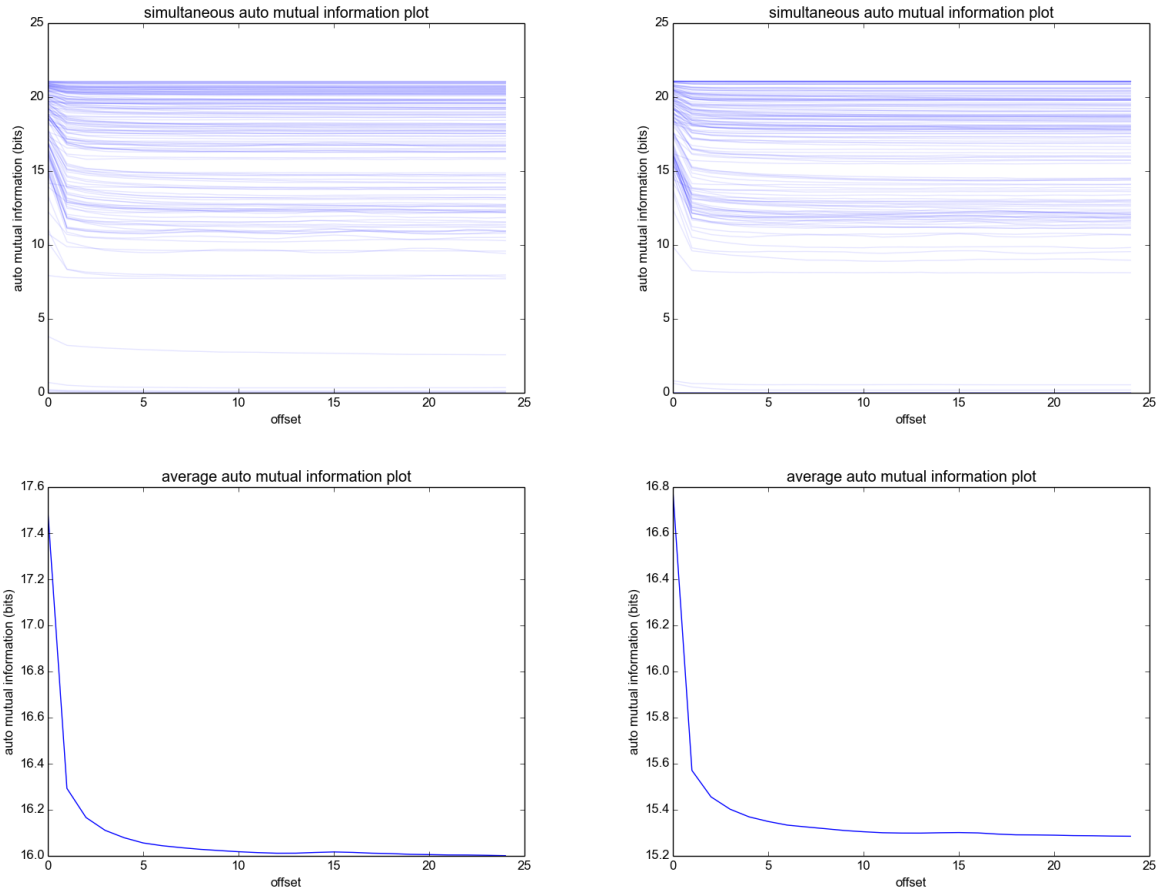 simultaneous auto mutual information plot
25
20
15
10
5
0
auto mutual information (bits)
0 5 10 15 20 25
offset
simultaneous auto mutual information plot
25
20
15
10
5
0
auto mutual information (bits)
0 5 10 15 20 25
offset
average auto mutual information plot
17.6
17.4
17.2
17.0
16.8
16.6
16.4
16.2
16.0
auto mutual information (bits)
0 5 10 15 20 25
offset
average auto mutual information plot
16.8
16.6
16.4
16.2
16.0
15.8
15.6
15.4
15.2
auto mutual information (bits)
0 5 10 15 20 25
offset